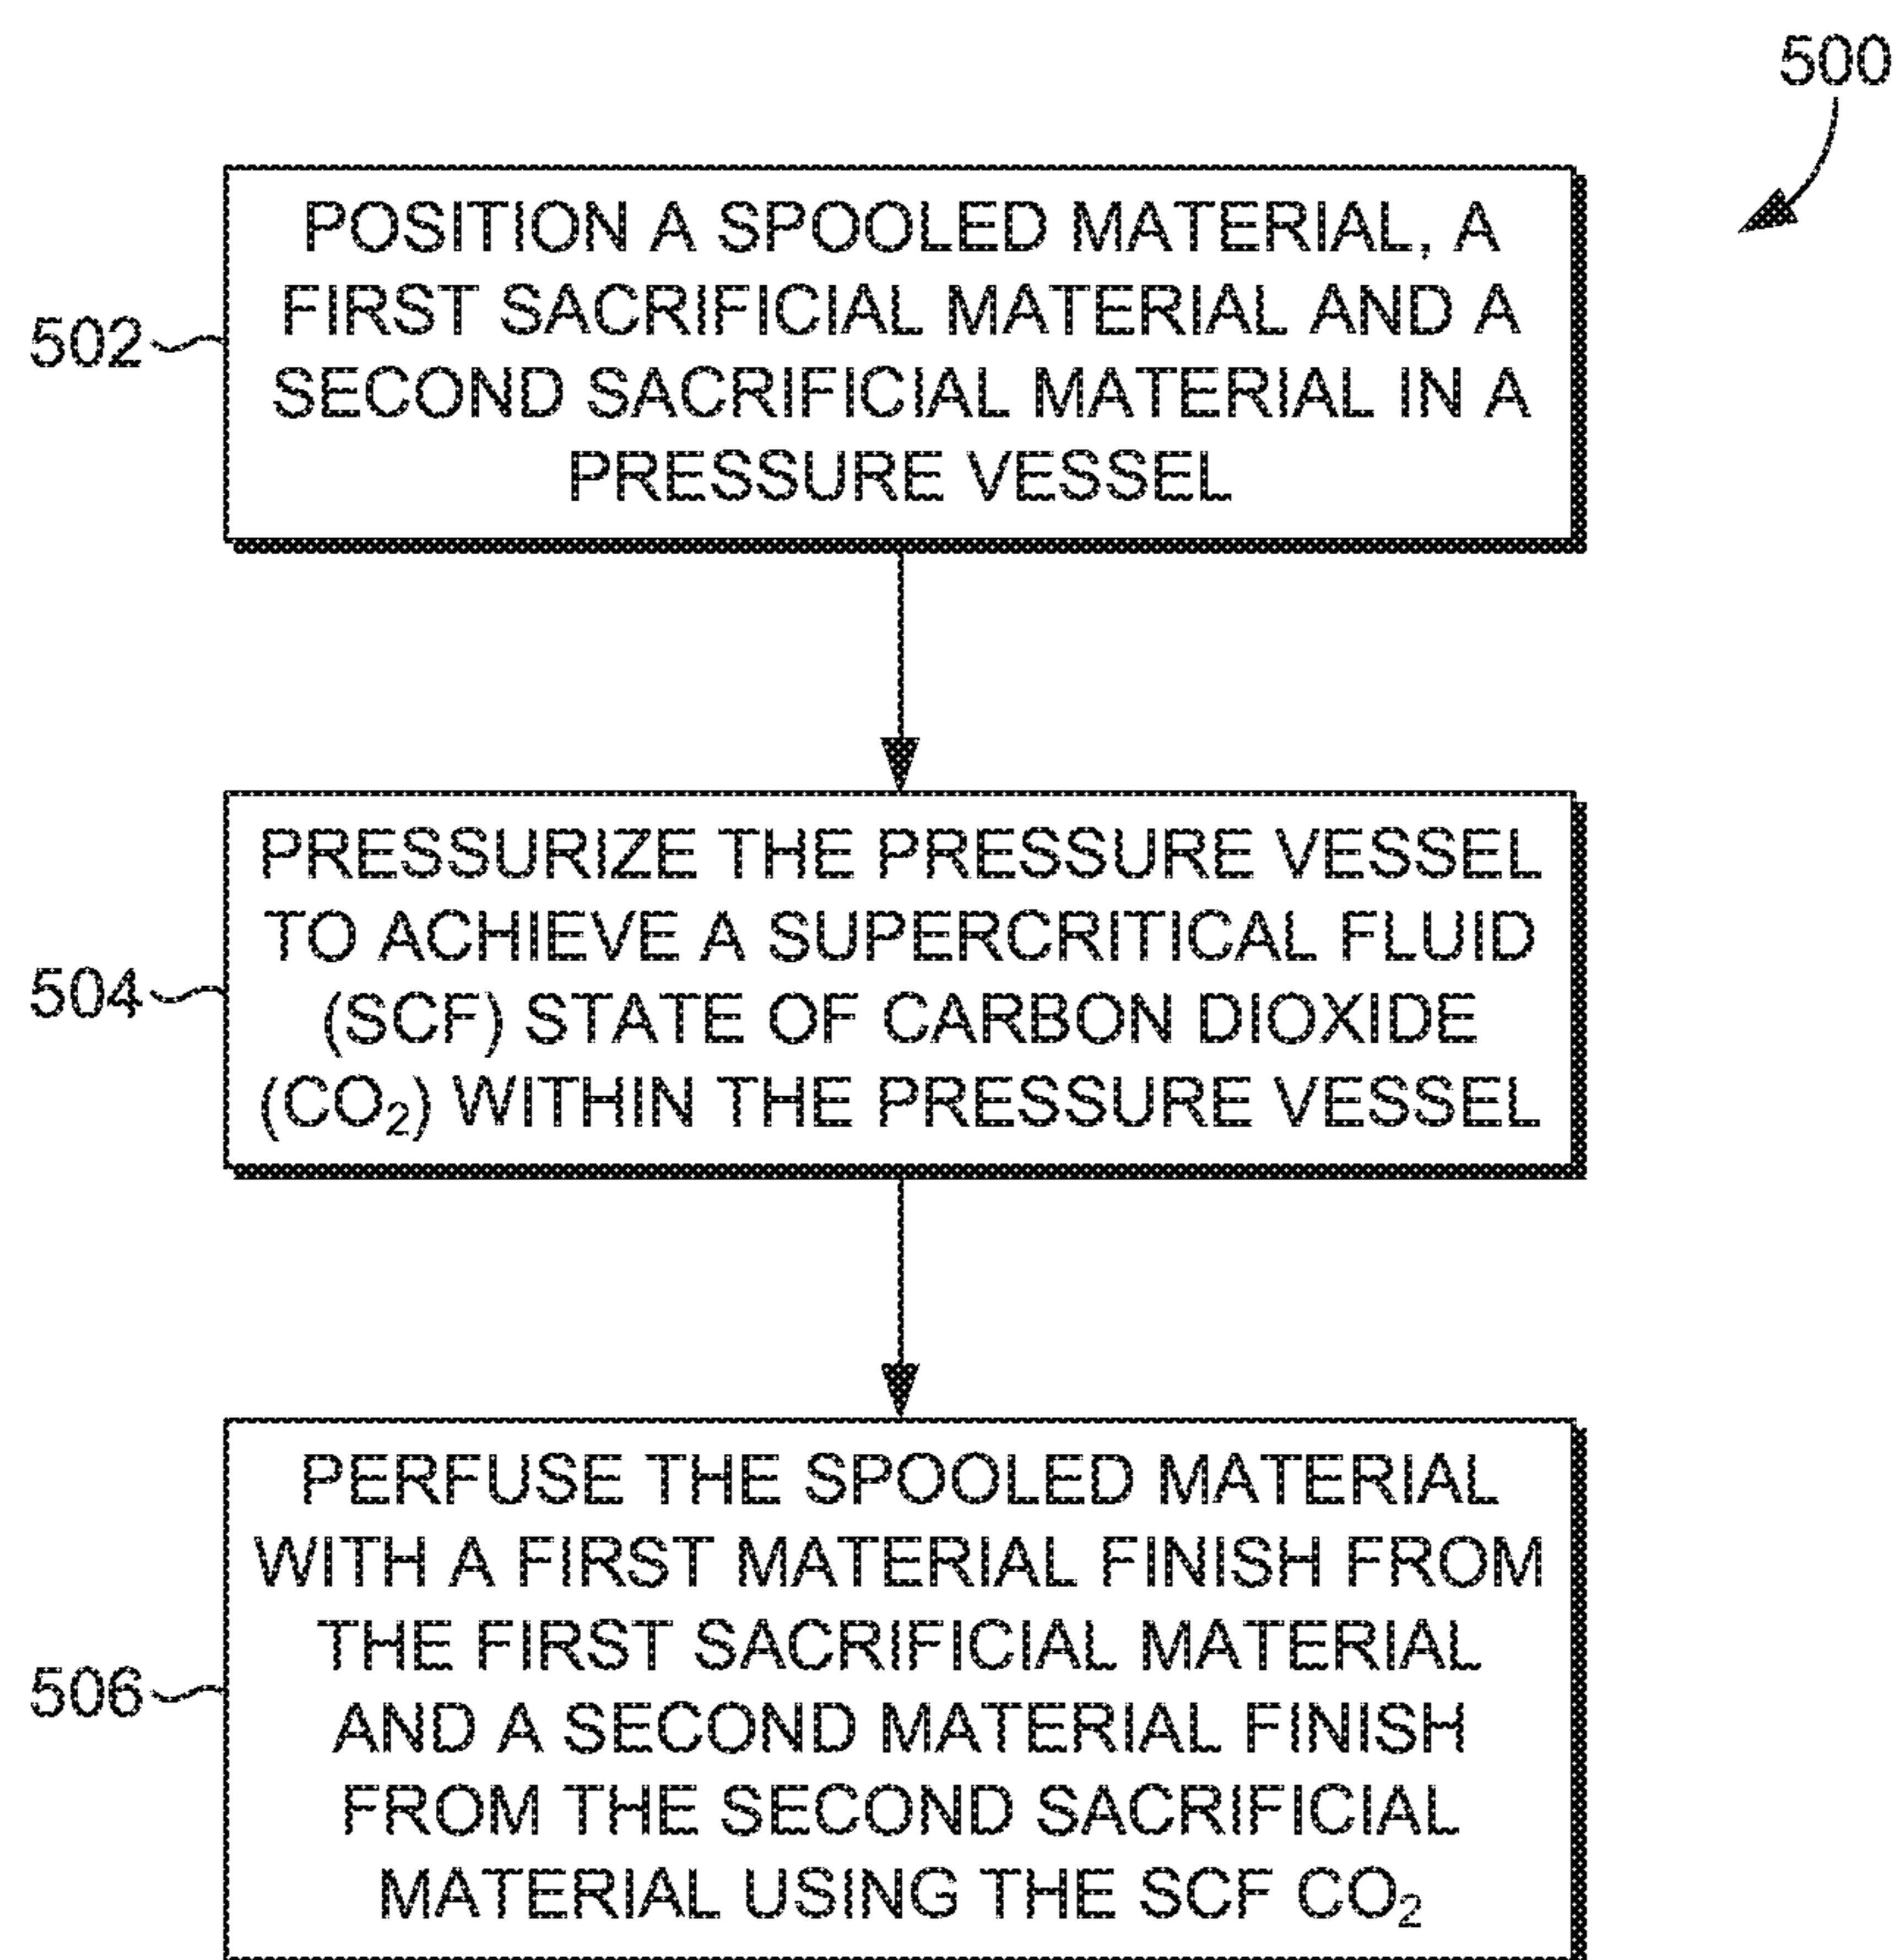 500
502
POSITION A SPOOLED MATERIAL, A
FIRST SACRIFICIAL MATERIAL AND A
SECOND SACRIFICIAL MATERIAL IN A
PRESSURE VESSEL
504
PRESSURIZE THE PRESSURE VESSEL
TO ACHIEVE A SUPERCRITICAL FLUID
(SCF) STATE OF CARBON DIOXIDE
(CO₂) WITHIN THE PRESSURE VESSEL
506
PERFUSE THE SPOOLED MATERIAL
WITH A FIRST MATERIAL FINISH FROM
THE FIRST SACRIFICIAL MATERIAL
AND A SECOND MATERIAL FINISH
FROM THE SECOND SACRIFICIAL
MATERIAL USING THE SCF CO₂